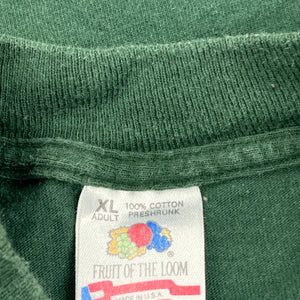 XL
ADULT
100% COTTON
PRESHRUNK
®
FRUIT OF THE LOOM
MADE IN U.S.A.